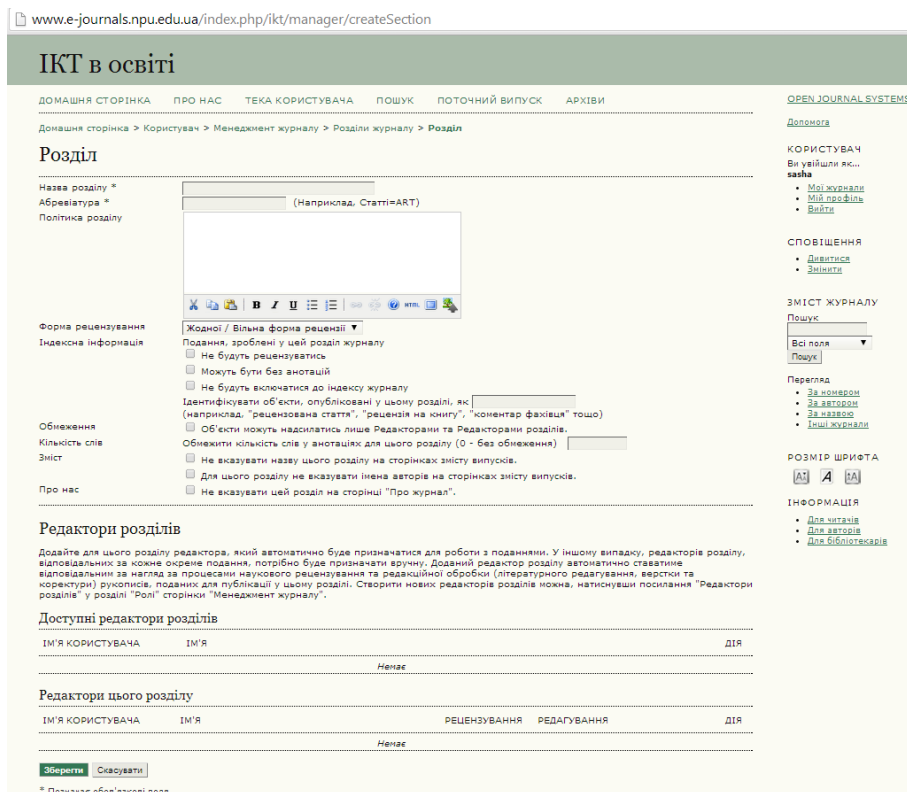 www.e-journals.npu.edu.ua/index.php/ikt/manager/createSection
ІКТ в освіті
ДОМАШНЯ СТОРІНКА ПРО НАС ТЕКА КОРИСТУВАЧА ПОШУК ПОТОЧНИЙ ВИПУСК АРХІВИ
Домашня сторінка > Користувач > Менеджмент журналу > Розділи журналу > Розділ
Розділ
Назва розділу *
Абревіатура * (Наприклад, Статті=ART)
Політика розділу
B I U HTML
Форма рецензування Жодної / Вільна форма рецензії
Індексна інформація Подання, зроблені у цей розділ журналу
Не будуть рецензуватись
Можуть бути без анотацій
Не будуть включатися до індексу журналу
Ідентифікувати об'єкти, опубліковані у цьому розділі, як
(наприклад, "рецензована стаття", "рецензія на книгу", "коментар фахівця" тощо)
Обмеження Об'єкти можуть надсилатись лише Редакторами та Редакторами розділів.
Кількість слів Обмежити кількість слів у анотаціях для цього розділу (0 - без обмеження)
Зміст Не вказувати назву цього розділу на сторінках змісту випусків.
Для цього розділу не вказувати імена авторів на сторінках змісту випусків.
Про нас Не вказувати цей розділ на сторінці "Про журнал".
Редактори розділів
Додайте для цього розділу редактора, який автоматично буде призначатися для роботи з поданнями. У іншому випадку, редакторів розділу,
відповідальних за кожне окреме подання, потрібно буде призначати вручну. Доданий редактор розділу автоматично ставатиме
відповідальним за нагляд за процесами наукового рецензування та редакційної обробки (літературного редагування, верстки та
коректури) рукописів, поданих для публікації у цьому розділі. Створити нових редакторів розділів можна, натиснувши посилання "Редактори
розділів" у розділі "Ролі" сторінки "Менеджмент журналу".
Доступні редактори розділів
ІМ'Я КОРИСТУВАЧА ІМ'Я ДІЯ
Немає
Редактори цього розділу
ІМ'Я КОРИСТУВАЧА ІМ'Я РЕЦЕНЗУВАННЯ РЕДАГУВАННЯ ДІЯ
Немає
Зберегти Скасувати
* Позначає обов'язкові поля
OPEN JOURNAL SYSTEMS
Допомога
КОРИСТУВАЧ
Ви увійшли як...
sasha
Мої журнали
Мій профіль
Вийти
СПОВІЩЕННЯ
Дивитися
Змінити
ЗМІСТ ЖУРНАЛУ
Пошук
Всі поля
Пошук
Перегляд
За номером
За автором
За назвою
Інші журнали
РОЗМІР ШРИФТА
A A A
ІНФОРМАЦІЯ
Для читачів
Для авторів
Для бібліотекарів